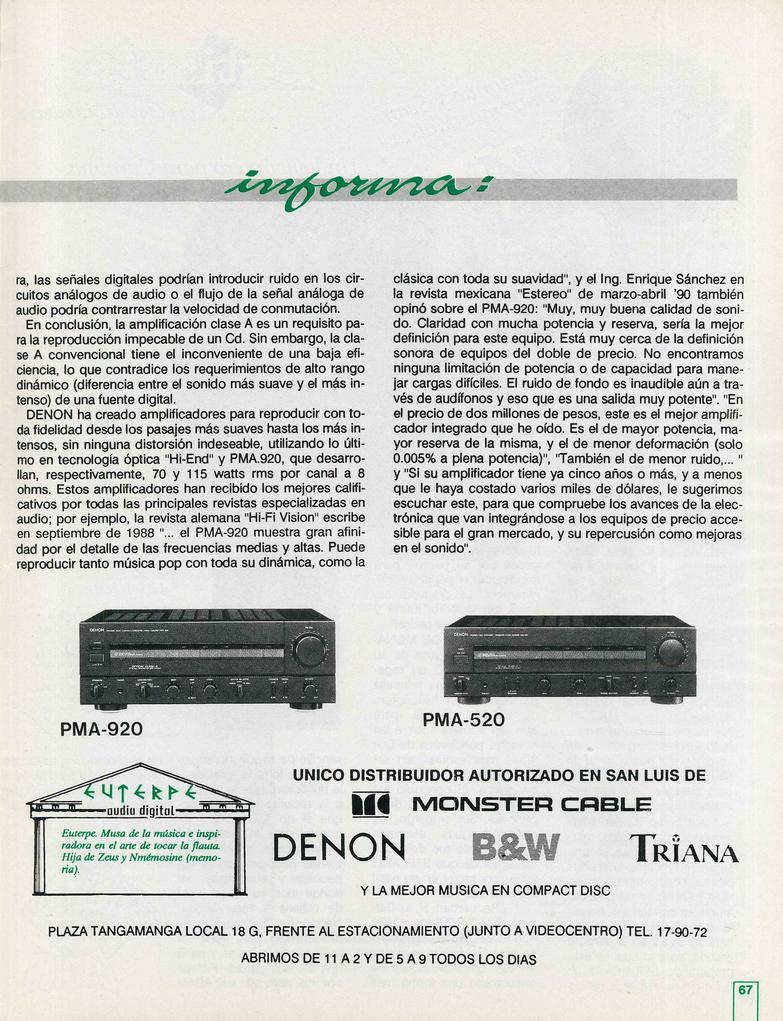 informa:
ra, las señales digitales podrían introducir ruido en los cir-
cuitos análogos de audio o el flujo de la señal análoga de
audio podría contrarrestar la velocidad de conmutación.
En conclusión, la amplificación clase A es un requisito pa-
ra la reproducción impecable de un Cd. Sin embargo, la cla-
se A convencional tiene el inconveniente de una baja efi-
ciencia, lo que contradice los requerimientos de alto rango
dinámico (diferencia entre el sonido más suave y el más in-
tenso) de una fuente digital.
DENON ha creado amplificadores para reproducir con to-
da fidelidad desde los pasajes más suaves hasta los más in-
tensos, sin ninguna distorsión indeseable, utilizando lo últi-
mo en tecnología óptica "Hi-End" y PMA.920, que desarro-
llan, respectivamente, 70 y 115 watts rms por canal a 8
ohms. Estos amplificadores han recibido los mejores califi-
cativos por todas las principales revistas especializadas en
audio; por ejemplo, la revista alemana "Hi-Fi Vision" escribe
en septiembre de 1988 "... el PMA-920 muestra gran afini-
dad por el detalle de las frecuencias medias y altas. Puede
reproducir tanto música pop con toda su dinámica, como la
clásica con toda su suavidad", y el Ing. Enrique Sánchez en
la revista mexicana "Estereo" de marzo-abril '90 también
opinó sobre el PMA-920: "Muy, muy buena calidad de soni-
do. Claridad con mucha potencia y reserva, sería la mejor
definición para este equipo. Está muy cerca de la definición
sonora de equipos del doble de precio. No encontramos
ninguna limitación de potencia o de capacidad para mane-
jar cargas difíciles. El ruido de fondo es inaudible aún a tra-
vés de audífonos y eso que es una salida muy potente". "En
el precio de dos millones de pesos, este es el mejor amplifi-
cador integrado que he oído. Es el de mayor potencia, ma-
yor reserva de la misma, y el de menor deformación (solo
0.005% a plena potencia)", "También el de menor ruido,... "
y "Si su amplificador tiene ya cinco años o más, y a menos
que le haya costado varios miles de dólares, le sugerimos
escuchar este, para que compruebe los avances de la elec-
trónica que van integrándose a los equipos de precio acce-
sible para el gran mercado, y su repercusión como mejoras
en el sonido".
DENON
DENON
PMA-920
PMA-520
EUTERPE
audio digital
Euterpe. Musa de la música e inspi-
radora en el arte de tocar la flauta.
Hija de Zeus y Nmémosine (memo-
ria).
UNICO DISTRIBUIDOR AUTORIZADO EN SAN LUIS DE
MONSTER CABLE
DENON B&W TRIANA
Y LA MEJOR MUSICA EN COMPACT DISC
PLAZA TANGAMANGA LOCAL 18 G, FRENTE AL ESTACIONAMIENTO (JUNTO A VIDEOCENTRO) TEL. 17-90-72
ABRIMOS DE 11 A 2 Y DE 5 A 9 TODOS LOS DIAS
67